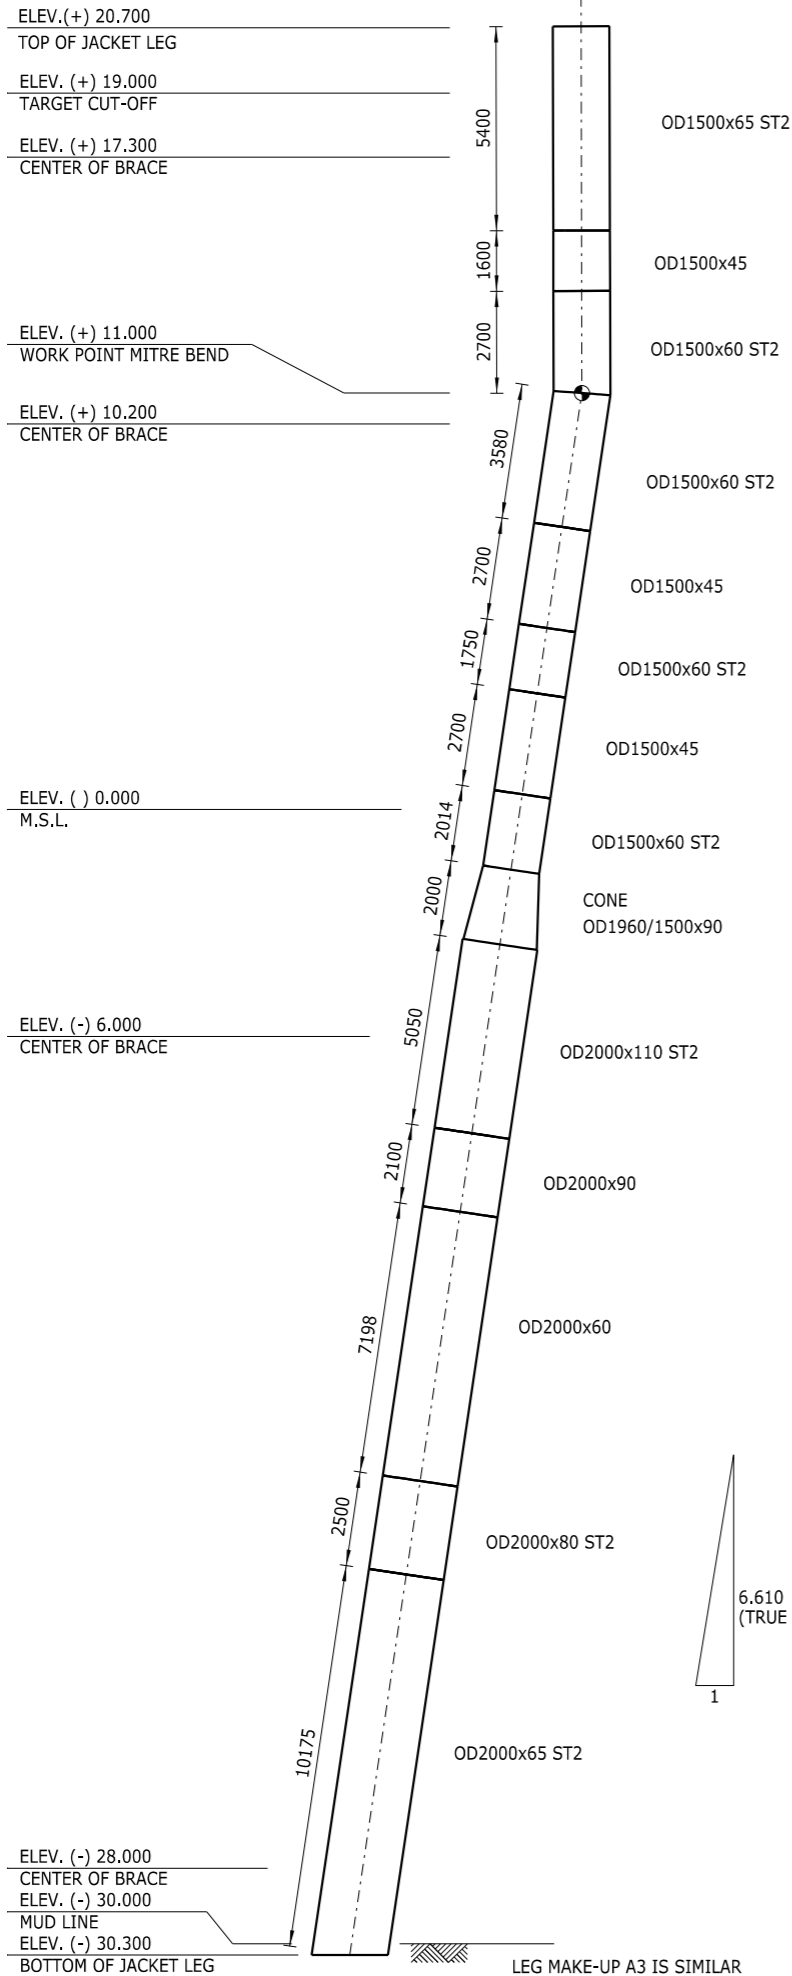 ELEV.(+) 20.700
TOP OF JACKET LEG
ELEV. (+) 19.000
TARGET CUT-OFF
5400
OD1500x65 ST2
ELEV. (+) 17.300
CENTER OF BRACE
1600
OD1500x45
ELEV. (+) 11.000
WORK POINT MITRE BEND
2700
OD1500x60 ST2
ELEV. (+) 10.200
CENTER OF BRACE
3580
OD1500x60 ST2
2700
OD1500x45
1750
OD1500x60 ST2
2700
OD1500x45
ELEV. ( ) 0.000
M.S.L.
2014
OD1500x60 ST2
2000
CONE
OD1960/1500x90
ELEV. (-) 6.000
CENTER OF BRACE
5050
OD2000x110 ST2
2100
OD2000x90
7198
OD2000x60
2500
OD2000x80 ST2
6.610
(TRUE
1
10175
OD2000x65 ST2
ELEV. (-) 28.000
CENTER OF BRACE
ELEV. (-) 30.000
MUD LINE
ELEV. (-) 30.300
BOTTOM OF JACKET LEG
LEG MAKE-UP A3 IS SIMILAR